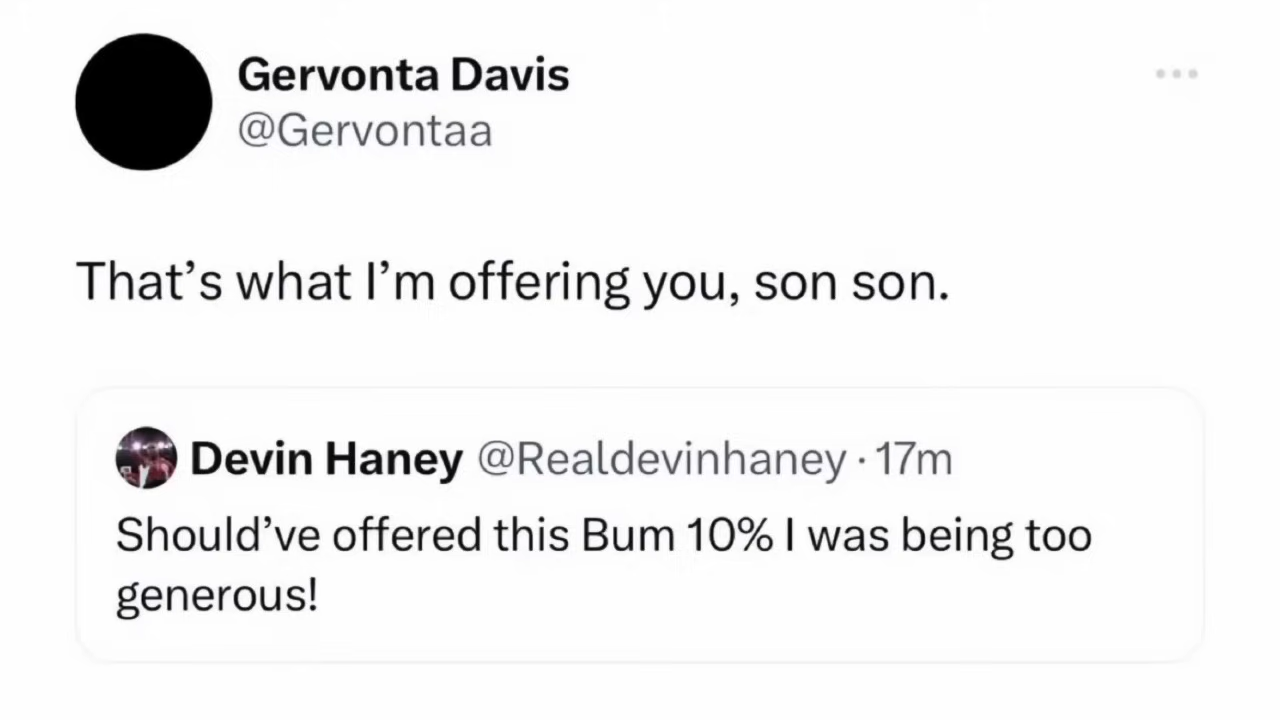 Gervonta Davis
@Gervontaa
That’s what I’m offering you, son son.
Devin Haney @Realdevinhaney · 17m
Should’ve offered this Bum 10% I was being too
generous!